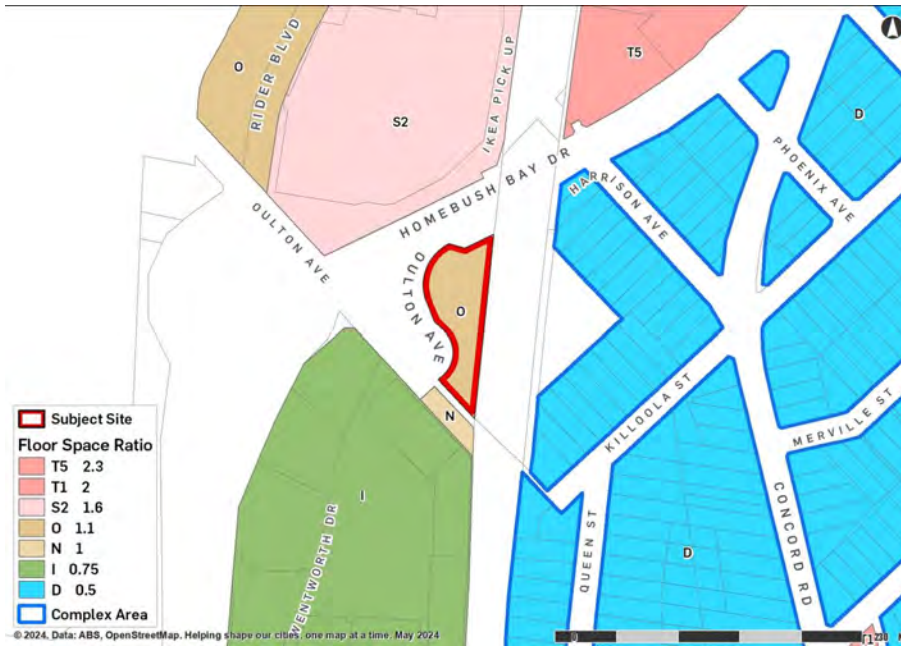 O
RIDER BLVD
S2
IKEA PICK UP
T5
D
HOMEBUSH BAY DR
HARRISON AVE
PHOENIX AVE
OULTON AVE
OULTON AVE
O
N
I
KILLOOLA ST
MERVILLE ST
CONCORD RD
QUEEN ST
D
WENTWORTH DR
Subject Site
Floor Space Ratio
T5 2.3
T1 2
S2 1.6
O 1.1
N 1
I 0.75
D 0.5
Complex Area
© 2024. Data: ABS, OpenStreetMap. Helping shape our cities, one map at a time. May 2024
0
T1
230